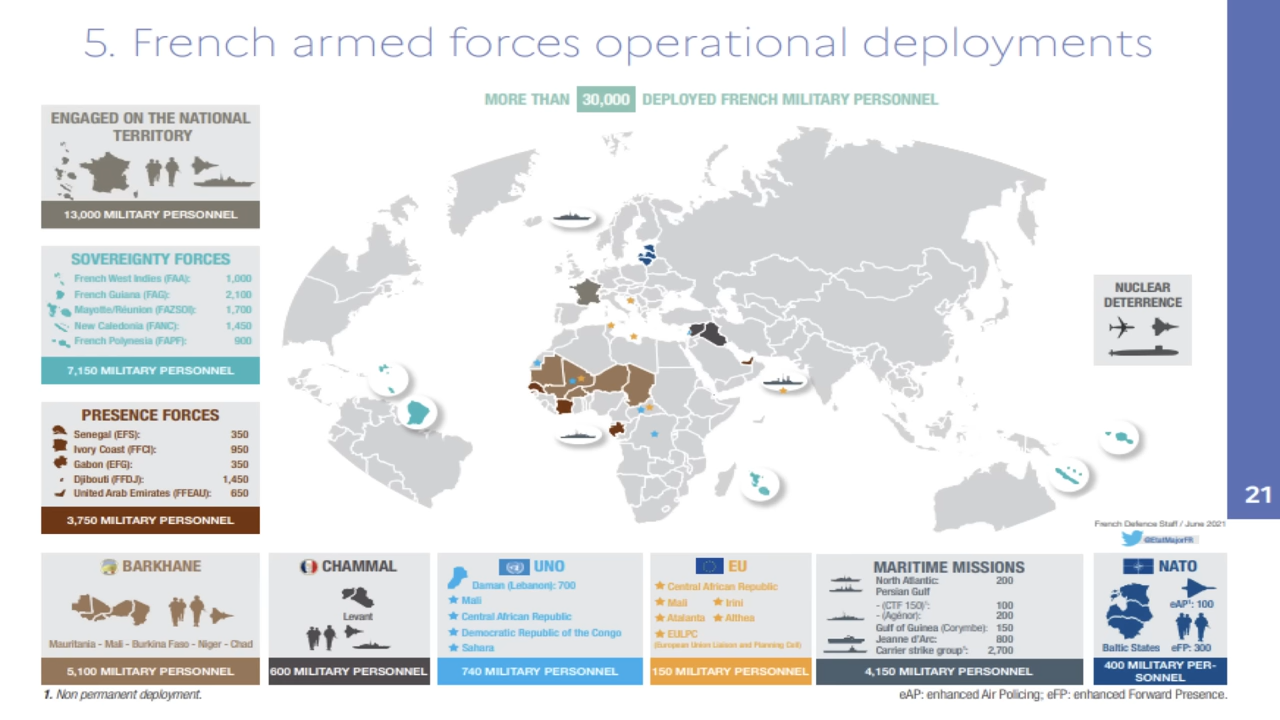 5. French armed forces operational deployments
MORE THAN 30,000 DEPLOYED FRENCH MILITARY PERSONNEL
ENGAGED ON THE NATIONAL
TERRITORY
13,000 MILITARY PERSONNEL
SOVEREIGNTY FORCES
French West Indies (FAA): 1,000
French Guiana (FAG): 2,100
Mayotte/Réunion (FAZSOI): 1,700
New Caledonia (FANC): 1,450
French Polynesia (FAPF): 900
7,150 MILITARY PERSONNEL
PRESENCE FORCES
Senegal (EFS): 350
Ivory Coast (FFCI): 950
Gabon (EFG): 350
Djibouti (FFDJ): 1,450
United Arab Emirates (FFEAU): 650
3,750 MILITARY PERSONNEL
NUCLEAR
DETERRENCE
21
French Defence Staff / June 2021
@EtatMajorFR
BARKHANE
Mauritania - Mali - Burkina Faso - Niger - Chad
5,100 MILITARY PERSONNEL
CHAMMAL
Levant
600 MILITARY PERSONNEL
UNO
Daman (Lebanon): 700
Mali
Central African Republic
Democratic Republic of the Congo
Sahara
740 MILITARY PERSONNEL
EU
Central African Republic
Mali Irini
Atalanta Althea
EULPC
(European Union Liaison and Planning Cell)
150 MILITARY PERSONNEL
MARITIME MISSIONS
North Atlantic: 200
Persian Gulf
- (CTF 150)¹: 100
- (Agénor): 200
Gulf of Guinea (Corymbe): 150
Jeanne d'Arc: 800
Carrier strike group¹: 2,700
4,150 MILITARY PERSONNEL
NATO
eAP¹: 100
Baltic States eFP: 300
400 MILITARY PER-
SONNEL
1. Non permanent deployment.
eAP: enhanced Air Policing; eFP: enhanced Forward Presence.